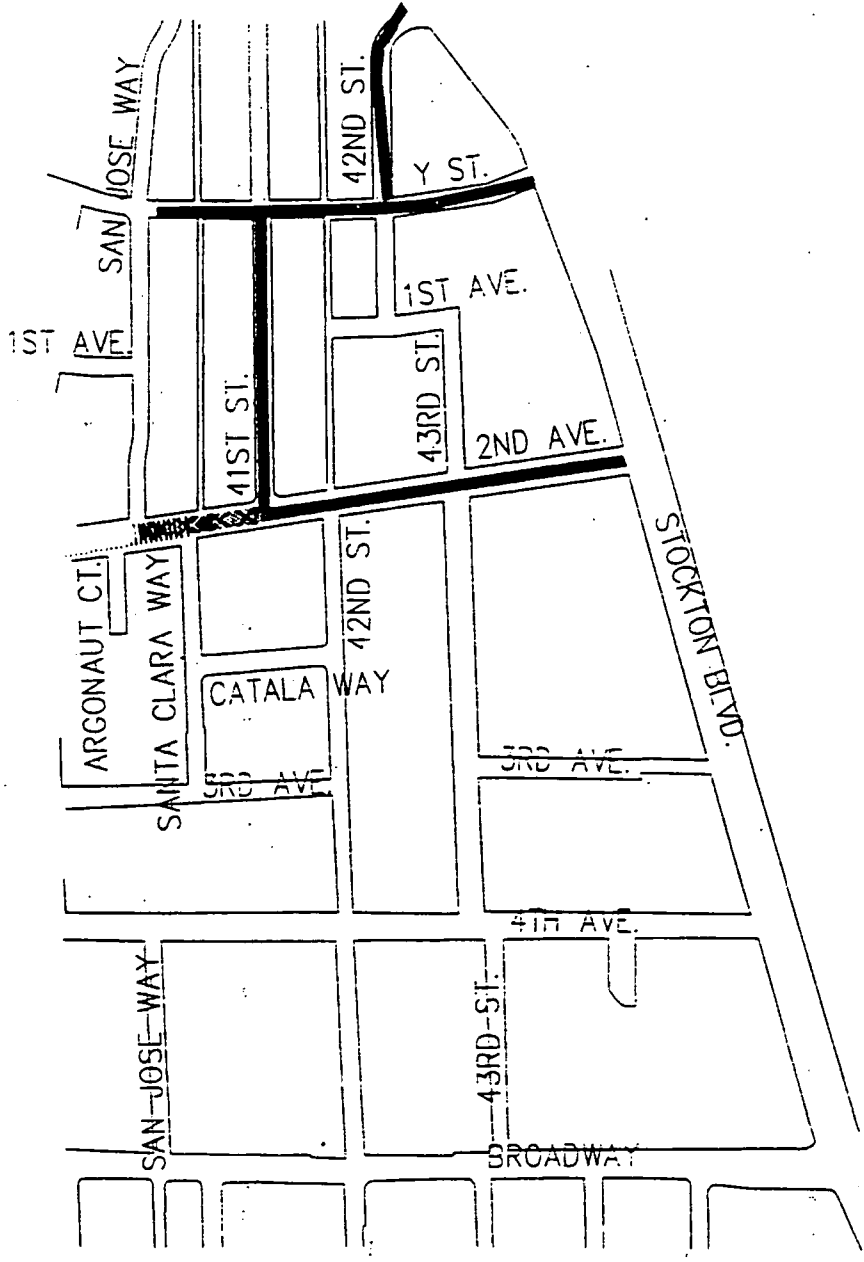 SAN JOSE WAY
42ND ST.
Y ST.
1ST AVE.
1ST AVE.
41ST ST.
43RD ST.
2ND AVE.
ARGONAUT CT.
SANTA CLARA WAY
42ND ST.
STOCKTON BLVD.
CATALA WAY
3RD AVE.
3RD AVE.
4TH AVE.
SAN JOSE WAY
43RD ST.
BROADWAY